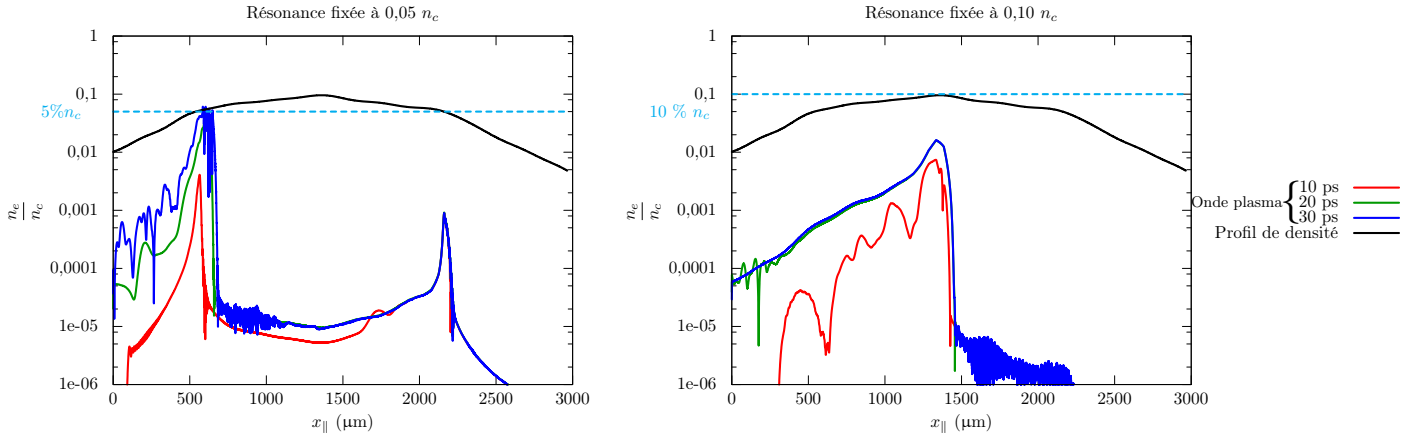 Résonance fixée à 0,05 n_c
1
0,1
5%n_c
0,01
n_e
n_c
0,001
0,0001
1e-05
1e-06
0 500 1000 1500 2000 2500 3000
x_∥ (µm)
Résonance fixée à 0,10 n_c
1
0,1
10 % n_c
0,01
n_e
n_c
0,001
0,0001
1e-05
1e-06
0 500 1000 1500 2000 2500 3000
x_∥ (µm)
10 ps
Onde plasma { 20 ps
30 ps
Profil de densité